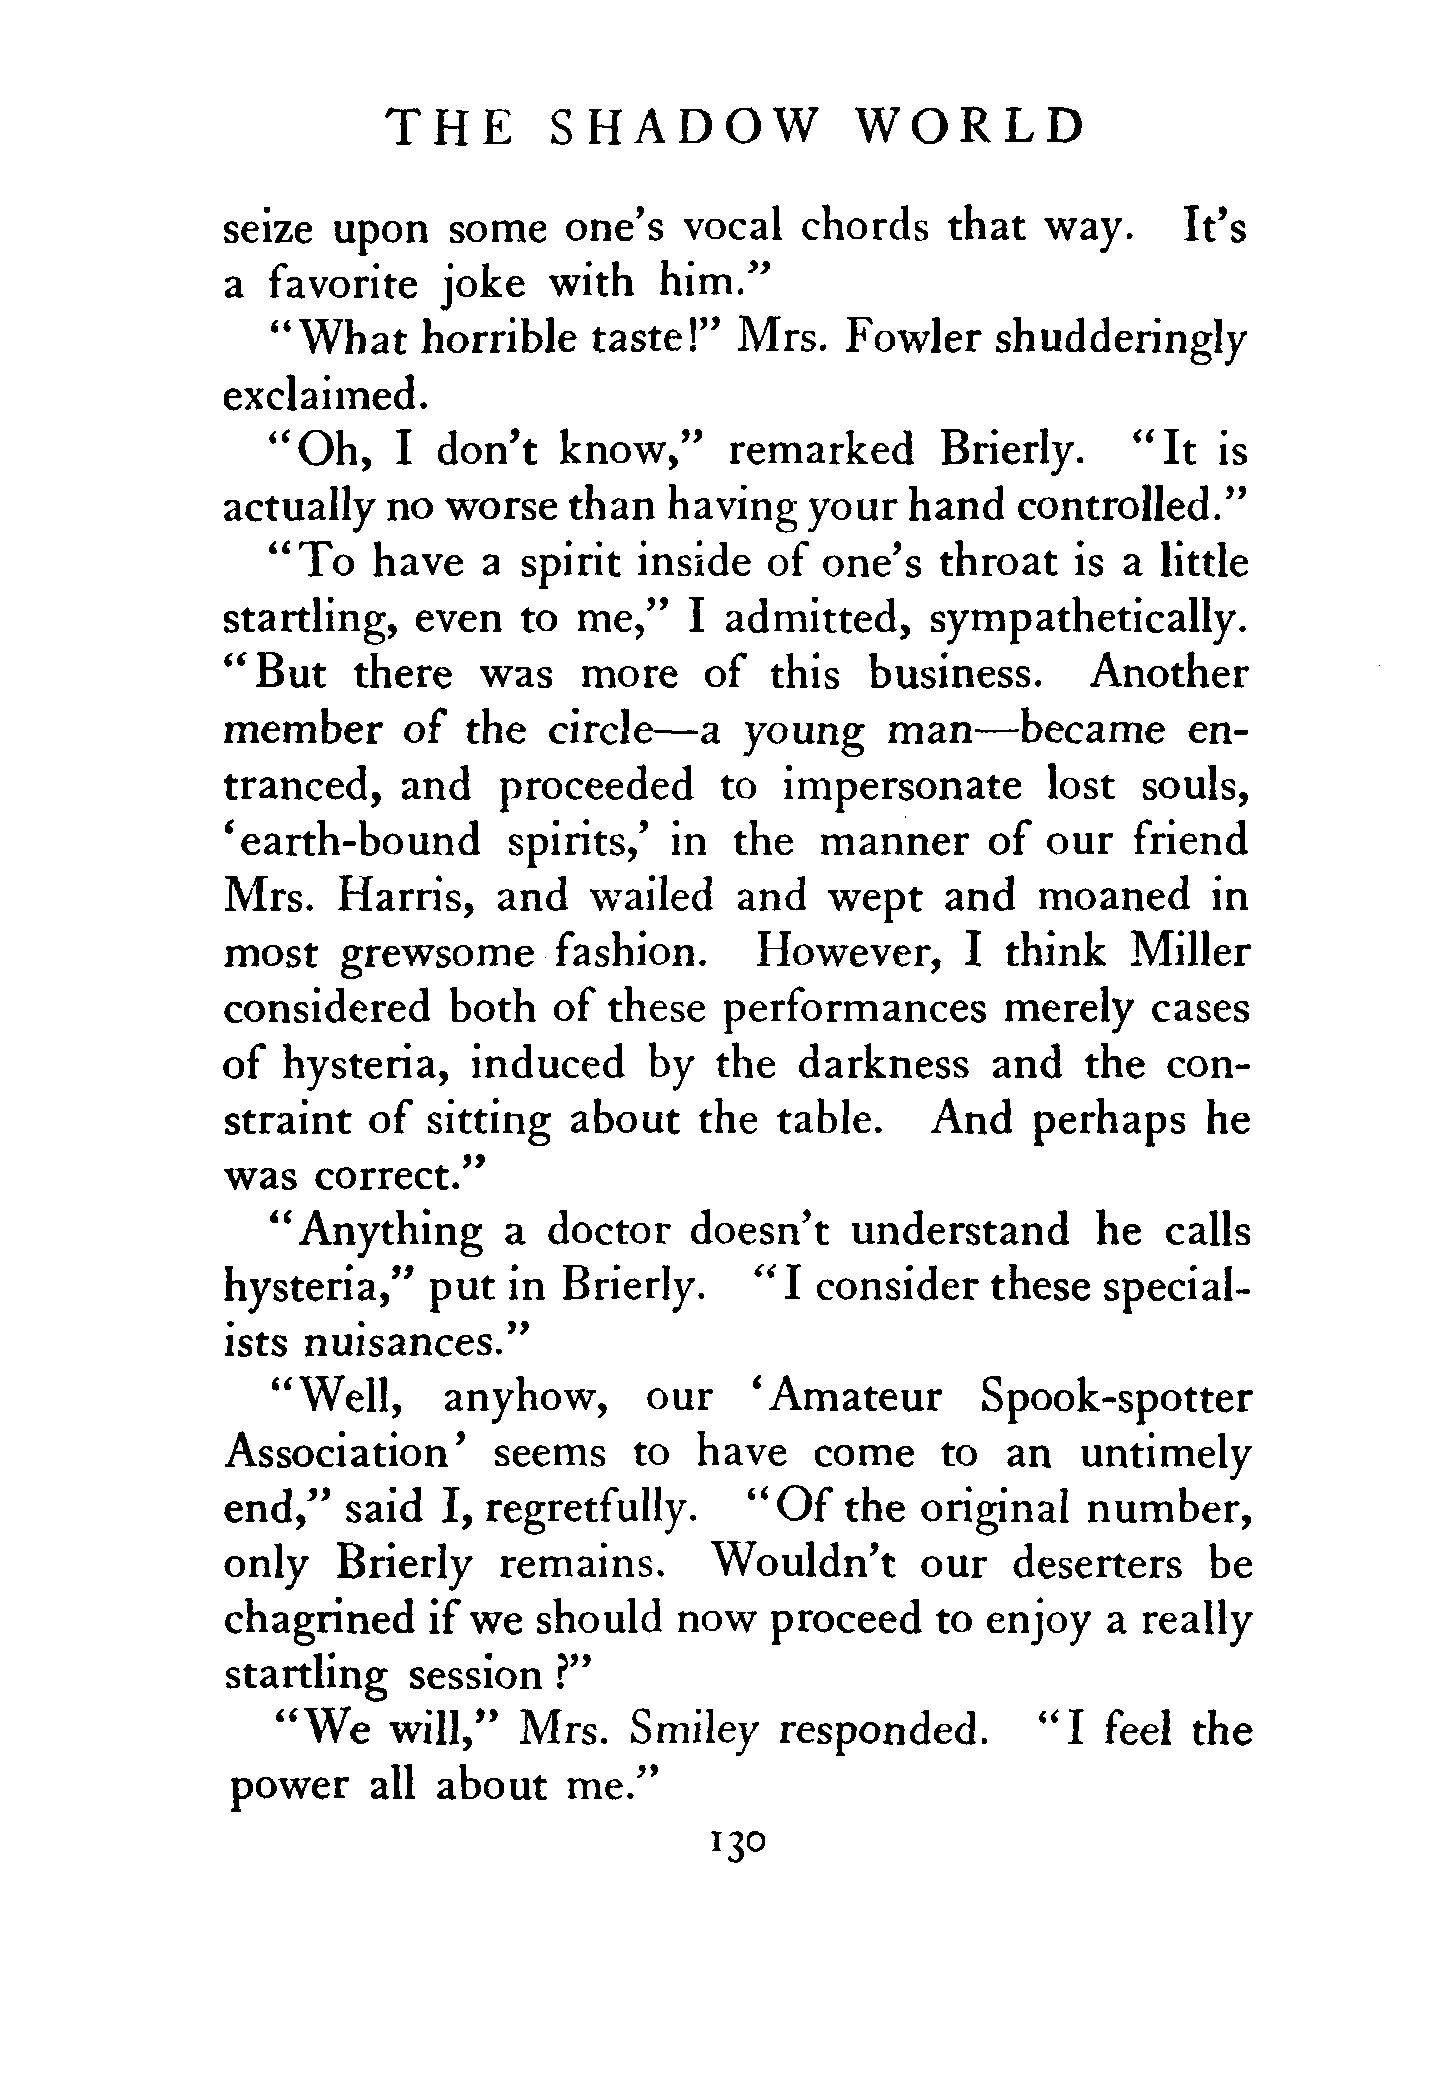 THE SHADOW WORLD
seize upon some one's vocal chords that way. It's
a favorite joke with him."
"What horrible taste!" Mrs. Fowler shudderingly
exclaimed.
"Oh, I don't know," remarked Brierly. "It is
actually no worse than having your hand controlled."
"To have a spirit inside of one's throat is a little
startling, even to me," I admitted, sympathetically.
"But there was more of this business. Another
member of the circle—a young man—became en-
tranced, and proceeded to impersonate lost souls,
'earth-bound spirits,' in the manner of our friend
Mrs. Harris, and wailed and wept and moaned in
most grewsome fashion. However, I think Miller
considered both of these performances merely cases
of hysteria, induced by the darkness and the con-
straint of sitting about the table. And perhaps he
was correct."
"Anything a doctor doesn't understand he calls
hysteria," put in Brierly. "I consider these special-
ists nuisances."
"Well, anyhow, our 'Amateur Spook-spotter
Association' seems to have come to an untimely
end," said I, regretfully. "Of the original number,
only Brierly remains. Wouldn't our deserters be
chagrined if we should now proceed to enjoy a really
startling session?"
"We will," Mrs. Smiley responded. "I feel the
power all about me."
130